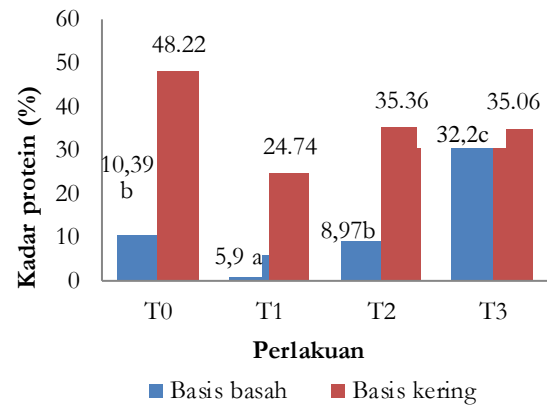 Kadar protein (%)
60
50
40
30
20
10
0
10,39
b
48.22
5,9 a
24.74
8,97b
35.36
32,2c
35.06
T0 T1 T2 T3
Perlakuan
Basis basah Basis kering